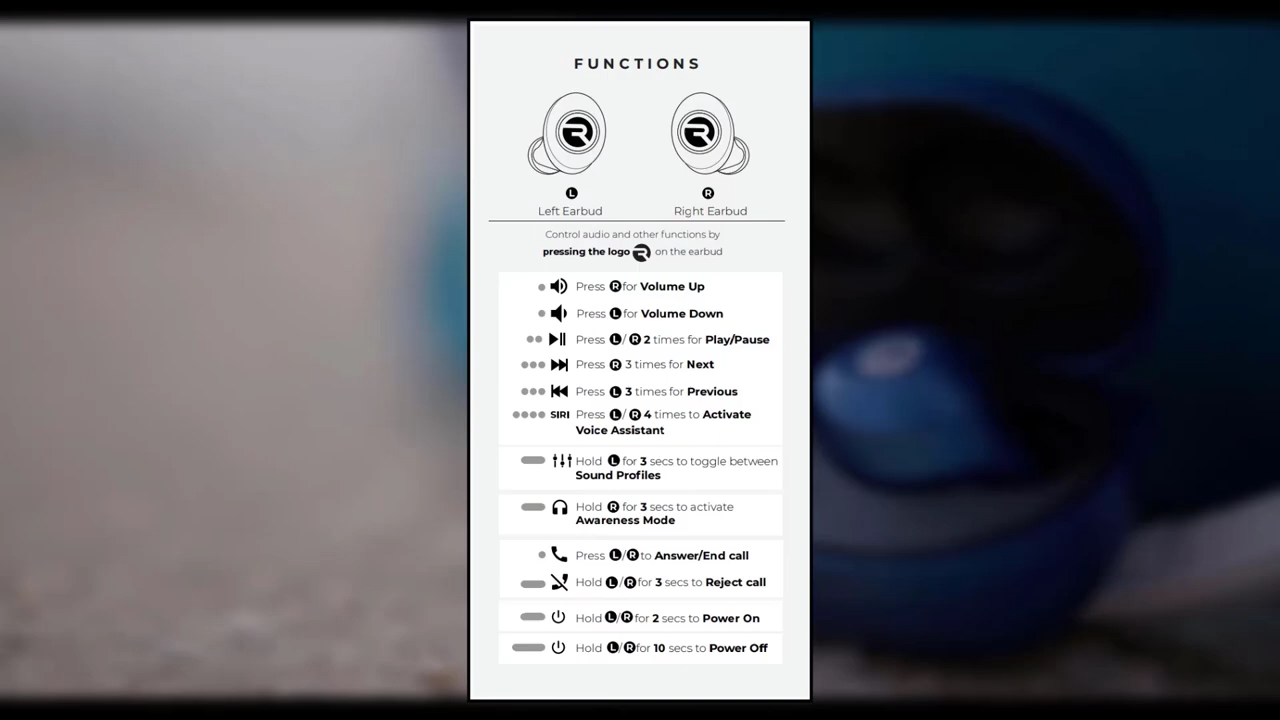 FUNCTIONS
L R
Left Earbud Right Earbud
Control audio and other functions by
pressing the logo R on the earbud
Press R for Volume Up
Press L for Volume Down
Press L/ R 2 times for Play/Pause
Press R 3 times for Next
Press L 3 times for Previous
SIRI Press L/ R 4 times to Activate
Voice Assistant
Hold L for 3 secs to toggle between
Sound Profiles
Hold R for 3 secs to activate
Awareness Mode
Press L/R to Answer/End call
Hold L/R for 3 secs to Reject call
Hold L/R for 2 secs to Power On
Hold L/R for 10 secs to Power Off